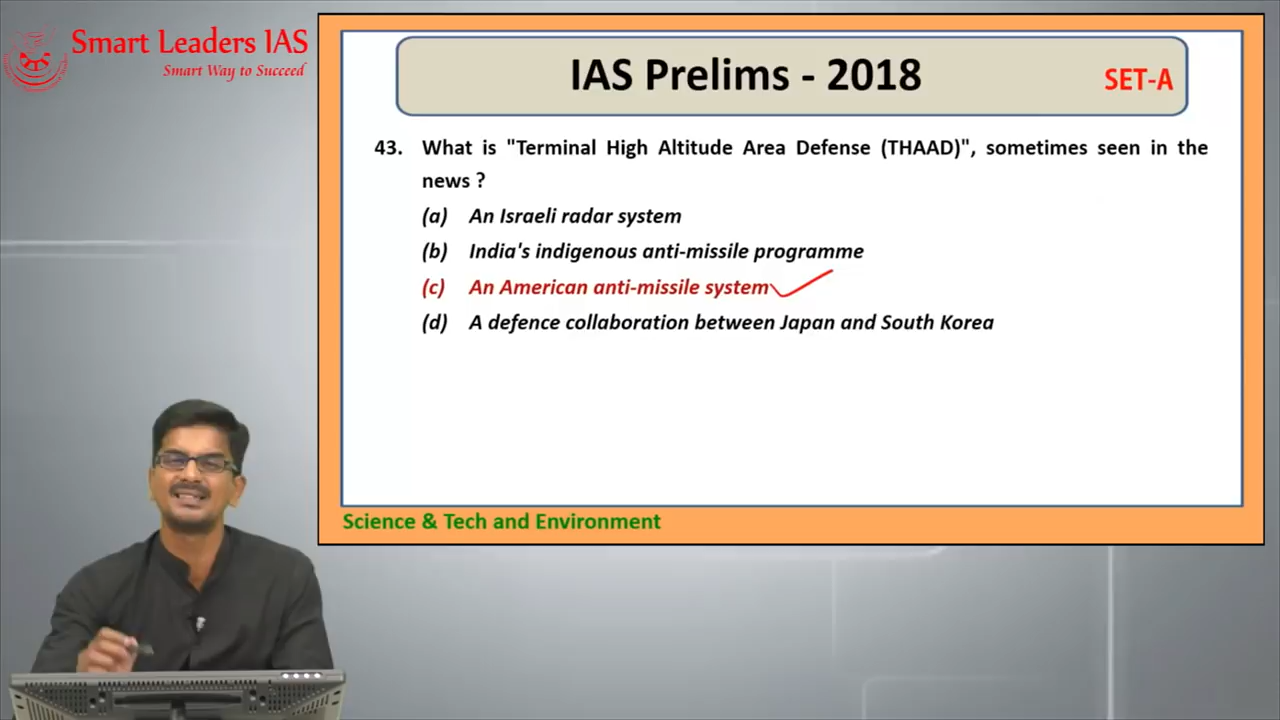 Smart Leaders IAS
Smart Way to Succeed
IAS Prelims - 2018
SET-A
43. What is "Terminal High Altitude Area Defense (THAAD)", sometimes seen in the
news ?
(a) An Israeli radar system
(b) India's indigenous anti-missile programme
(c) An American anti-missile system
(d) A defence collaboration between Japan and South Korea
Science & Tech and Environment